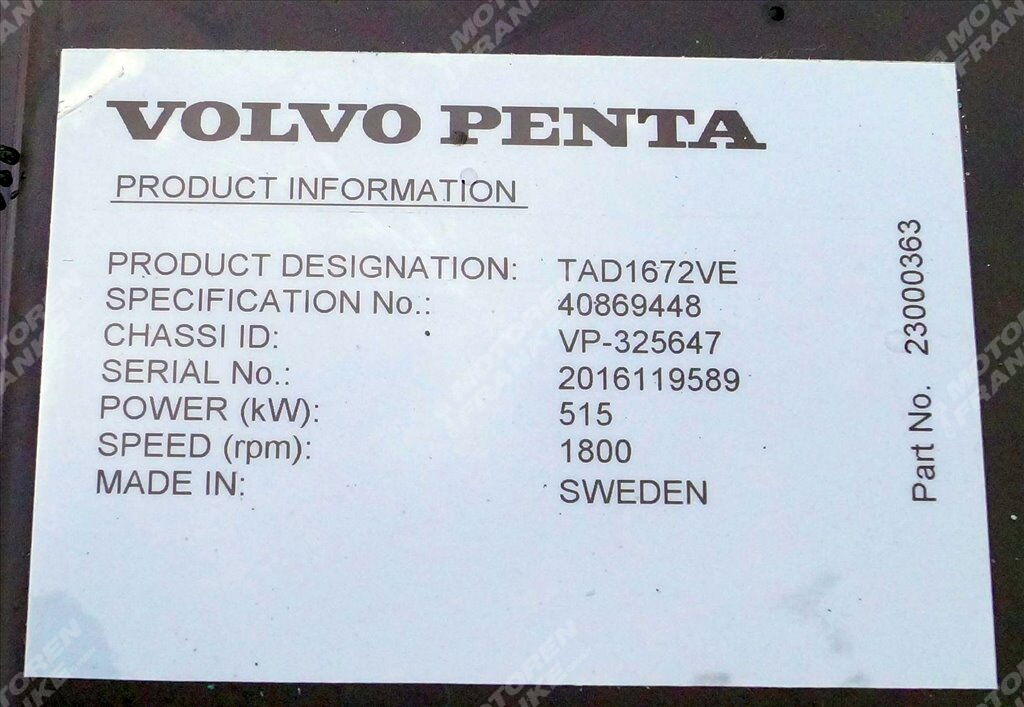 VOLVO PENTA
PRODUCT INFORMATION
PRODUCT DESIGNATION: TAD1672VE
SPECIFICATION No.: 40869448
CHASSI ID: VP-325647
SERIAL No.: 2016119589
POWER (kW): 515
SPEED (rpm): 1800
MADE IN: SWEDEN
Part No. 23000363